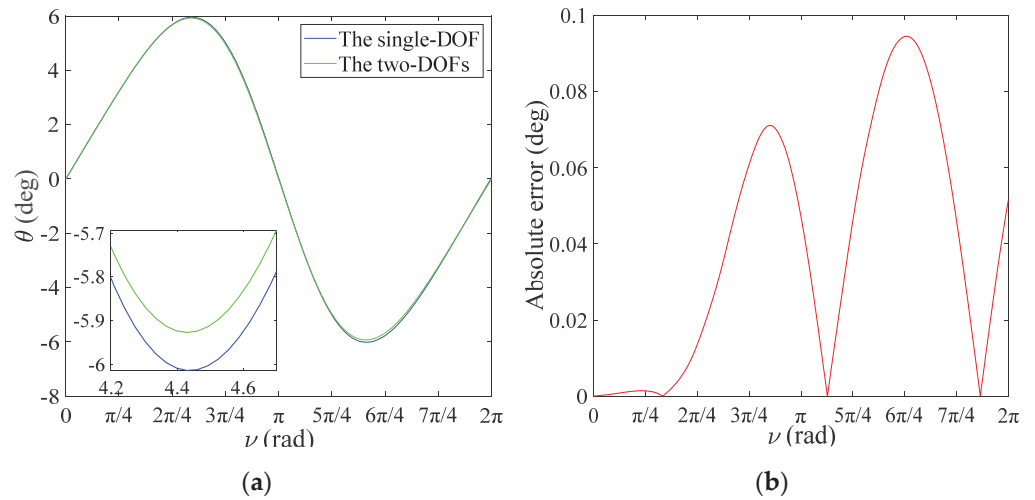 6
4
2
0
-2
-4
-6
-8
θ (deg)
The single-DOF
The two-DOFs
-5.7
-5.8
-5.9
-6
4.2 4.4 4.6
0 π/4 2π/4 3π/4 π 5π/4 6π/4 7π/4 2π
ν (rad)
(a)
0.1
0.08
0.06
0.04
0.02
0
Absolute error (deg)
0 π/4 2π/4 3π/4 π 5π/4 6π/4 7π/4 2π
ν (rad)
(b)